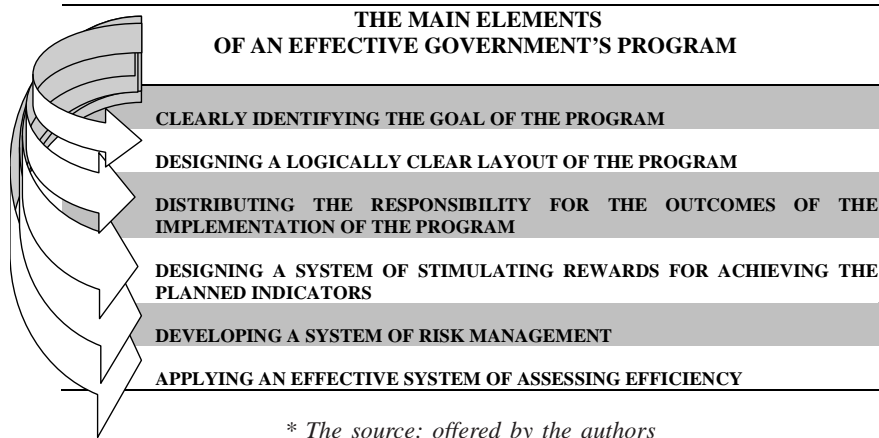 THE MAIN ELEMENTS
OF AN EFFECTIVE GOVERNMENT’S PROGRAM
CLEARLY IDENTIFYING THE GOAL OF THE PROGRAM
DESIGNING A LOGICALLY CLEAR LAYOUT OF THE PROGRAM
DISTRIBUTING THE RESPONSIBILITY FOR THE OUTCOMES OF THE
IMPLEMENTATION OF THE PROGRAM
DESIGNING A SYSTEM OF STIMULATING REWARDS FOR ACHIEVING THE
PLANNED INDICATORS
DEVELOPING A SYSTEM OF RISK MANAGEMENT
APPLYING AN EFFECTIVE SYSTEM OF ASSESSING EFFICIENCY
* The source: offered by the authors